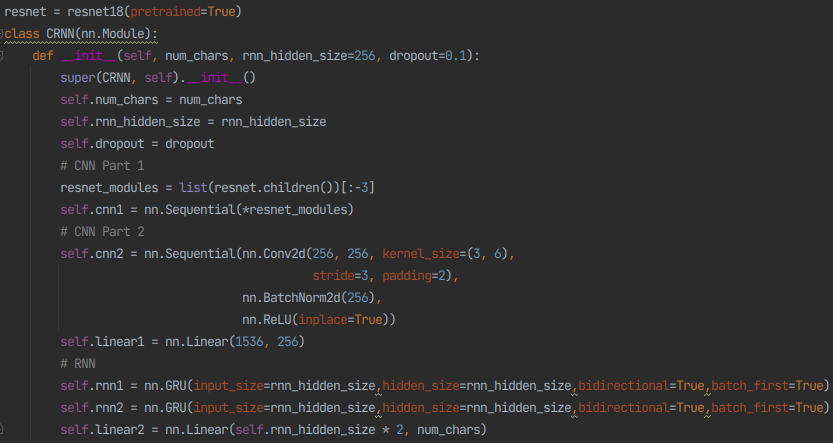 resnet = resnet18(pretrained=True)
class CRNN(nn.Module):
    def __init__(self, num_chars, rnn_hidden_size=256, dropout=0.1):
        super(CRNN, self).__init__()
        self.num_chars = num_chars
        self.rnn_hidden_size = rnn_hidden_size
        self.dropout = dropout
        # CNN Part 1
        resnet_modules = list(resnet.children())[:-3]
        self.cnn1 = nn.Sequential(*resnet_modules)
        # CNN Part 2
        self.cnn2 = nn.Sequential(nn.Conv2d(256, 256, kernel_size=(3, 6),
                                            stride=3, padding=2),
                                  nn.BatchNorm2d(256),
                                  nn.ReLU(inplace=True))
        self.linear1 = nn.Linear(1536, 256)
        # RNN
        self.rnn1 = nn.GRU(input_size=rnn_hidden_size,hidden_size=rnn_hidden_size,bidirectional=True,batch_first=True)
        self.rnn2 = nn.GRU(input_size=rnn_hidden_size,hidden_size=rnn_hidden_size,bidirectional=True,batch_first=True)
        self.linear2 = nn.Linear(self.rnn_hidden_size * 2, num_chars)